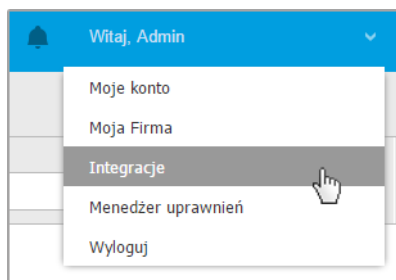 Witaj, Admin
Moje konto
Moja Firma
Integracje
Menedżer uprawnień
Wyloguj